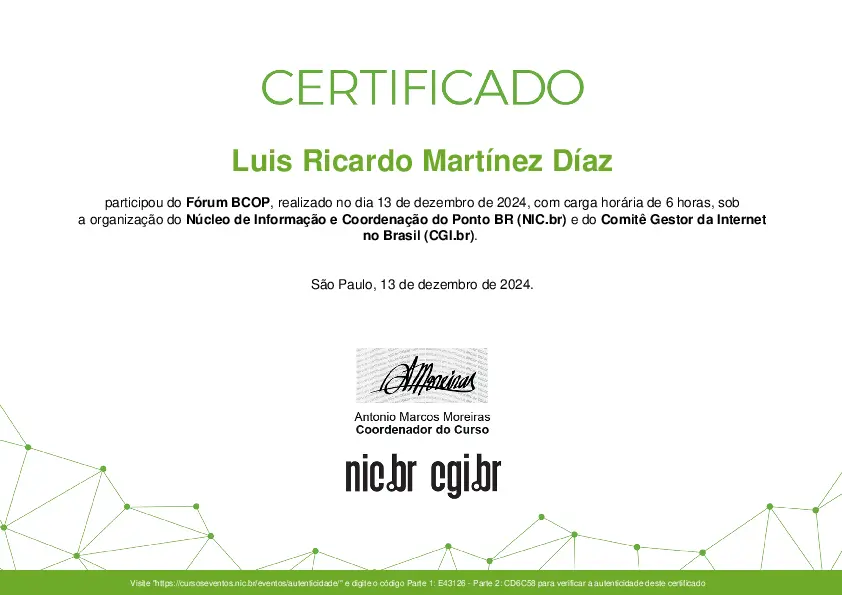 CERTIFICADO
Luis Ricardo Martínez Díaz
participou do Fórum BCOP, realizado no dia 13 de dezembro de 2024, com carga horária de 6 horas, sob
a organização do Núcleo de Informação e Coordenação do Ponto BR (NIC.br) e do Comitê Gestor da Internet
no Brasil (CGI.br).
São Paulo, 13 de dezembro de 2024.
AMoreiras
Antonio Marcos Moreiras
Coordenador do Curso
nic.br cgi.br
Visite "https://cursoseventos.nic.br/eventos/autenticidade/" e digite o código Parte 1: E43126 - Parte 2: CD6C58 para verificar a autenticidade deste certificado